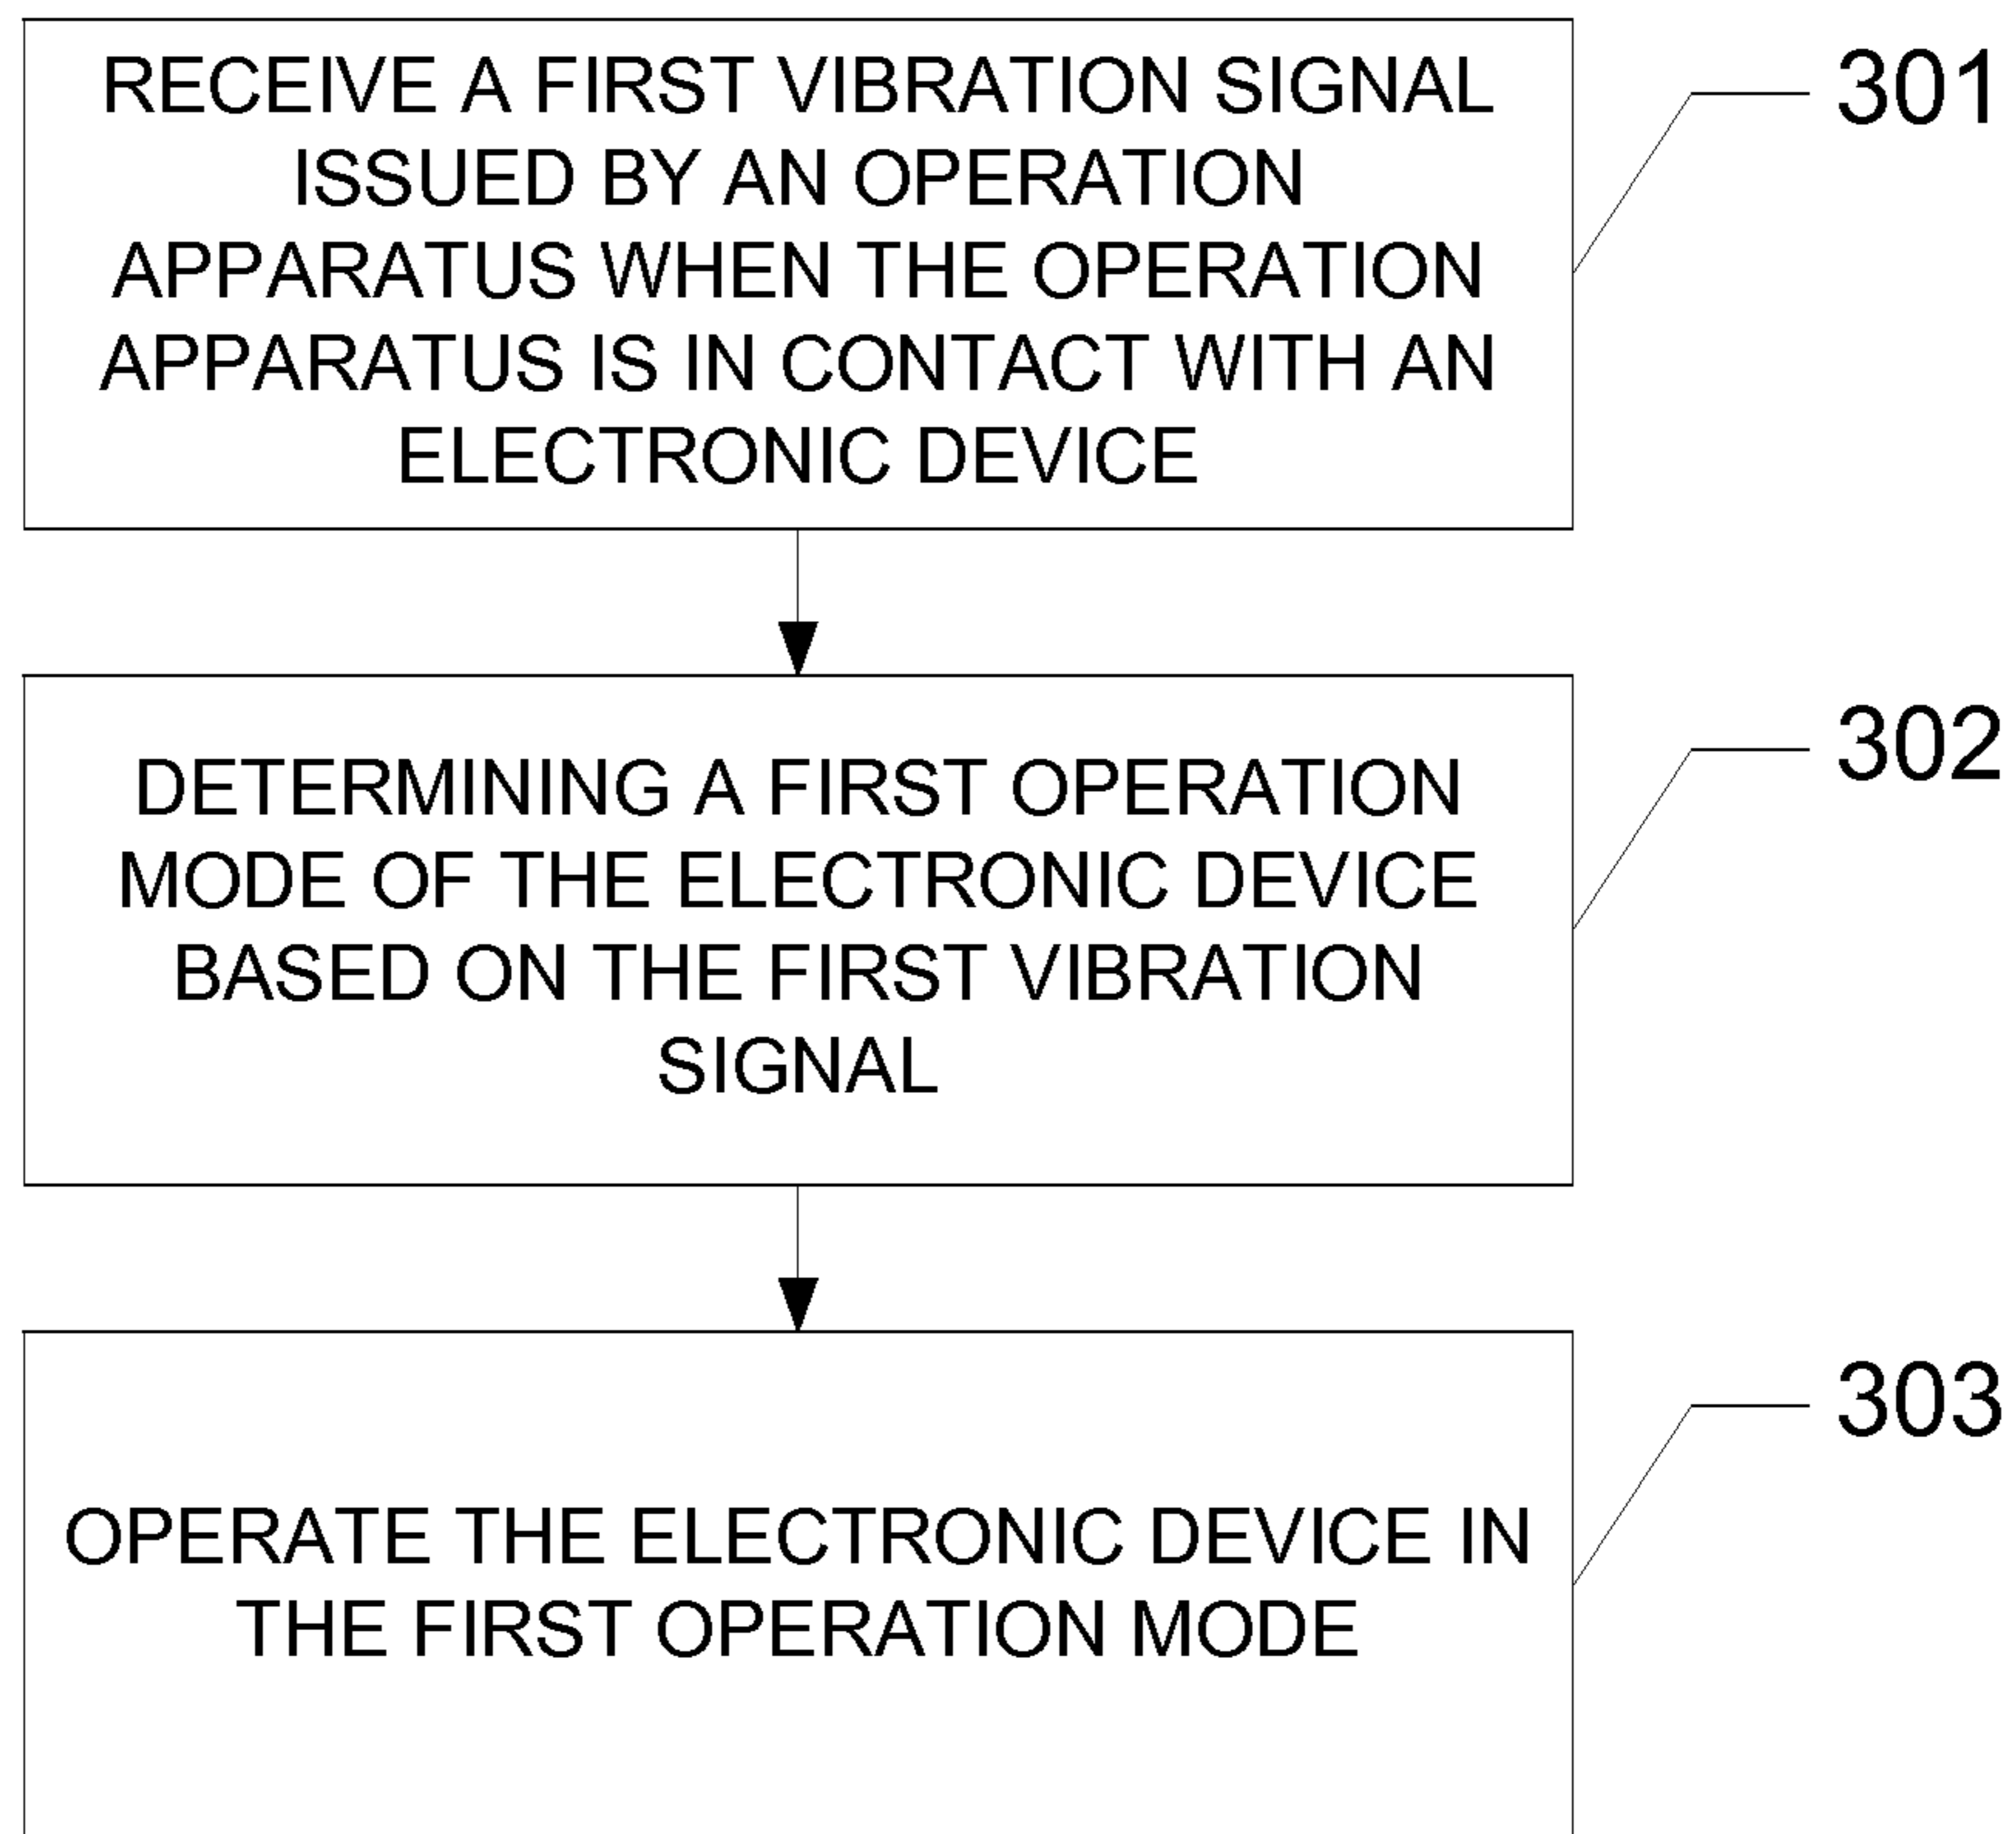 RECEIVE A FIRST VIBRATION SIGNAL
ISSUED BY AN OPERATION
APPARATUS WHEN THE OPERATION
APPARATUS IS IN CONTACT WITH AN
ELECTRONIC DEVICE
301
DETERMINING A FIRST OPERATION
MODE OF THE ELECTRONIC DEVICE
BASED ON THE FIRST VIBRATION
SIGNAL
302
OPERATE THE ELECTRONIC DEVICE IN
THE FIRST OPERATION MODE
303